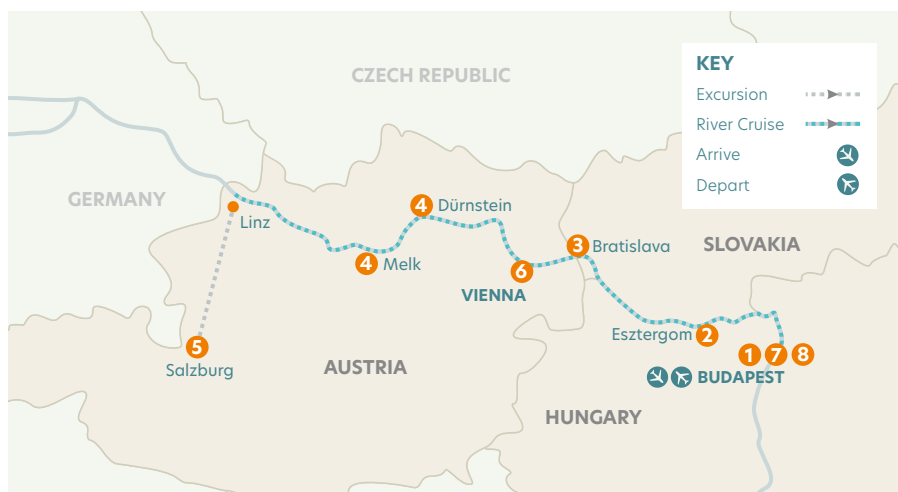 CZECH REPUBLIC
KEY
Excursion
River Cruise
Arrive
Depart
GERMANY
4 Dürnstein
Linz
3 Bratislava
SLOVAKIA
4 Melk
6
VIENNA
Esztergom 2
5
Salzburg
1 7 8
AUSTRIA
BUDAPEST
HUNGARY